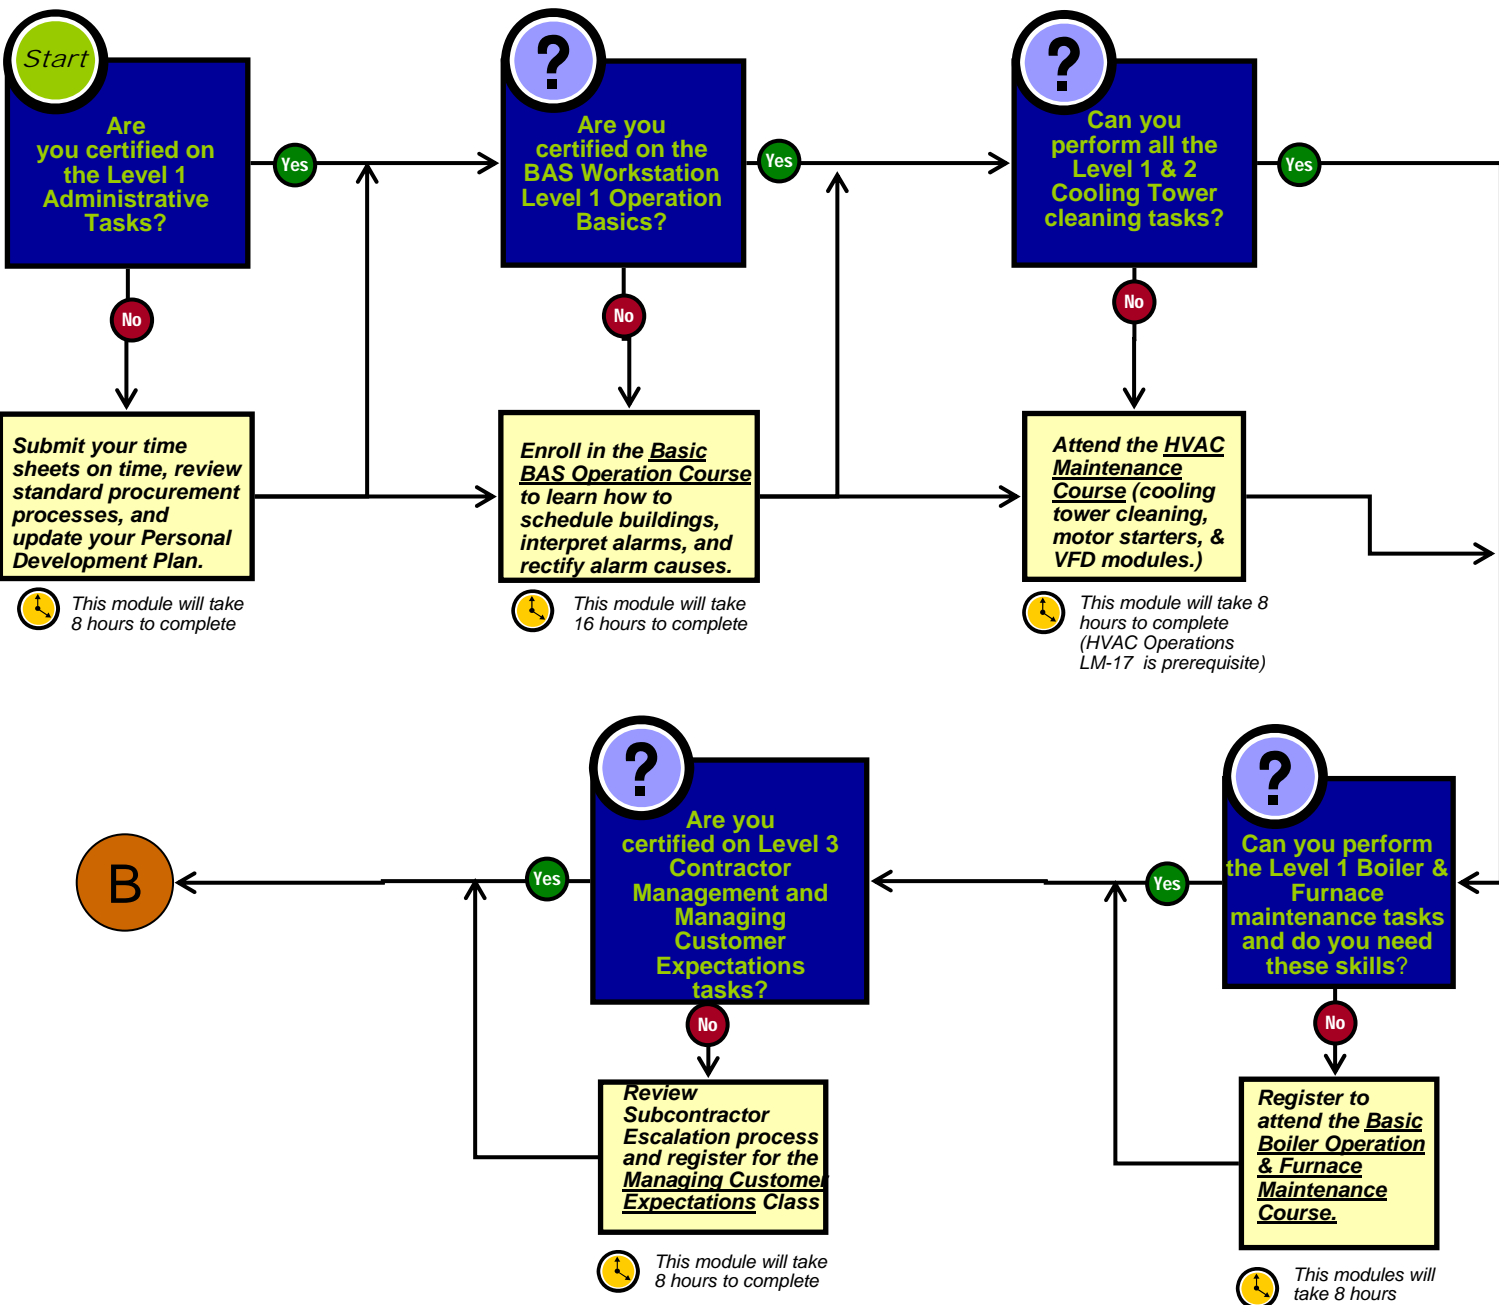 Start
Are
you certified on
the Level 1
Administrative
Tasks?
Yes
No
Submit your time
sheets on time, review
standard procurement
processes, and
update your Personal
Development Plan.
This module will take
8 hours to complete
?
Are you
certified on the
BAS Workstation
Level 1 Operation
Basics?
Yes
No
Enroll in the Basic
BAS Operation Course
to learn how to
schedule buildings,
interpret alarms, and
rectify alarm causes.
This module will take
16 hours to complete
?
Can you
perform all the
Level 1 & 2
Cooling Tower
cleaning tasks?
Yes
No
Attend the HVAC
Maintenance
Course (cooling
tower cleaning,
motor starters, &
VFD modules.)
This module will take 8
hours to complete
(HVAC Operations
LM-17 is prerequisite)
?
Can you perform
the Level 1 Boiler &
Furnace
maintenance tasks
and do you need
these skills?
Yes
No
Register to
attend the Basic
Boiler Operation
& Furnace
Maintenance
Course.
This modules will
take 8 hours
?
Are you
certified on Level 3
Contractor
Management and
Managing
Customer
Expectations
tasks?
Yes
No
Review
Subcontractor
Escalation process
and register for the
Managing Customer
Expectations Class
This module will take
8 hours to complete
B